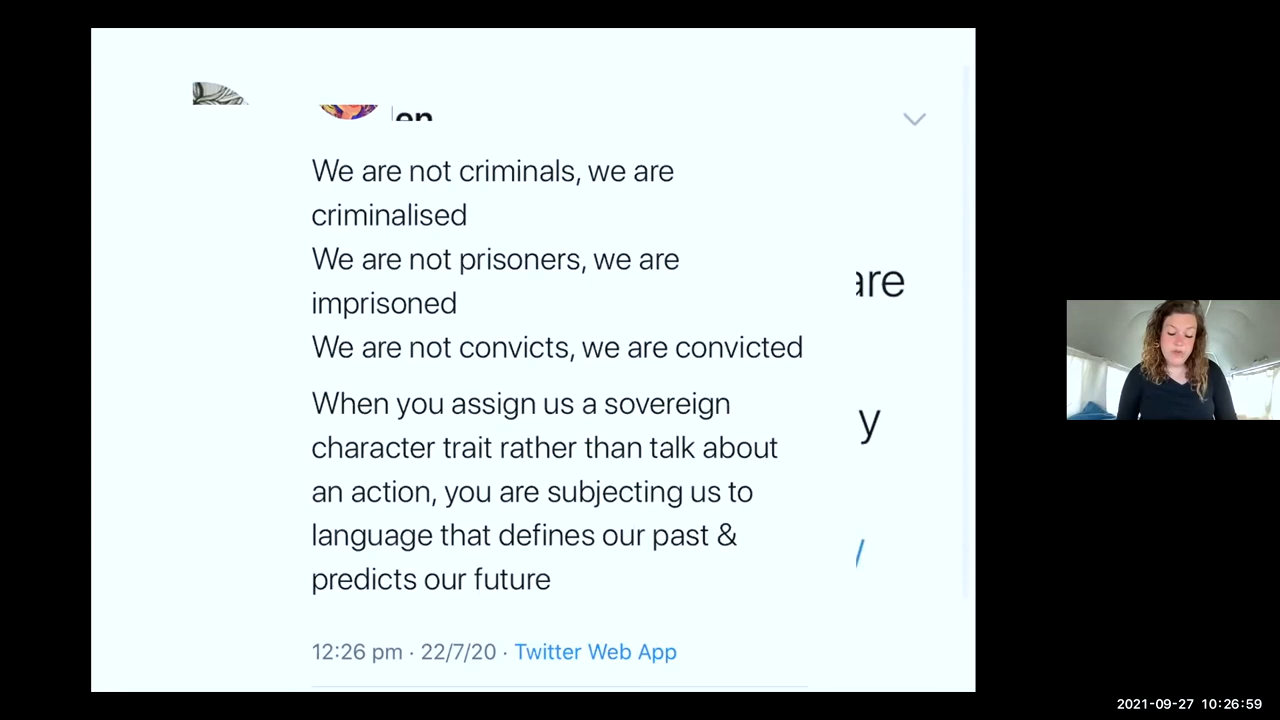 We are not criminals, we are
criminalised
We are not prisoners, we are
imprisoned
We are not convicts, we are convicted
When you assign us a sovereign
character trait rather than talk about
an action, you are subjecting us to
language that defines our past &
predicts our future
12:26 pm · 22/7/20 · Twitter Web App
are
y
2021-09-27 10:26:59